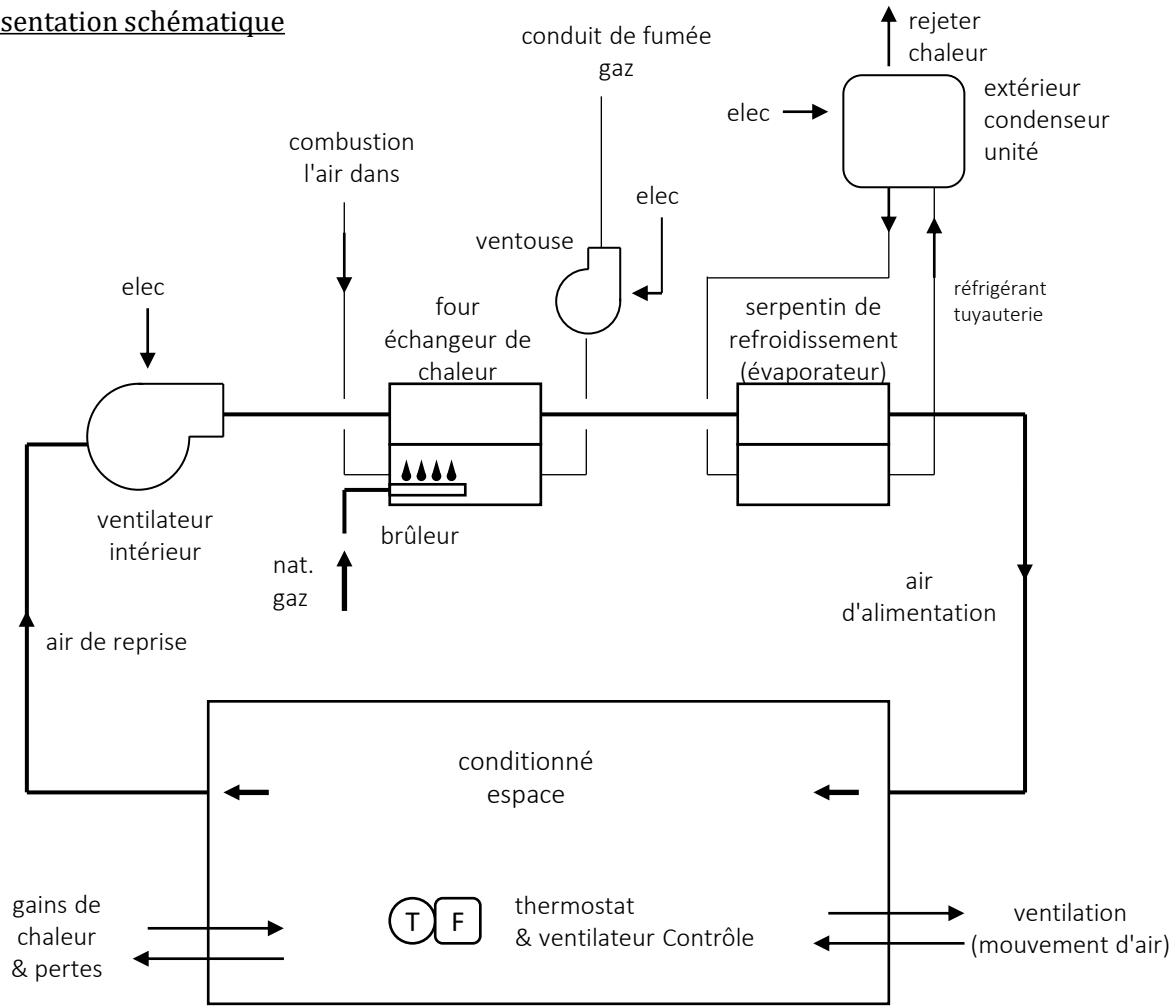 sentation schématique
rejeter
chaleur
conduit de fumée
gaz
extérieur
condenseur
unité
elec
combustion
l'air dans
elec
ventouse
elec
four
échangeur de
chaleur
serpentin de
refroidissement
(évaporateur)
réfrigérant
tuyauterie
ventilateur
intérieur
brûleur
nat.
gaz
air
d'alimentation
air de reprise
conditionné
espace
gains de
chaleur
& pertes
T F
thermostat
& ventilateur Contrôle
ventilation
(mouvement d'air)